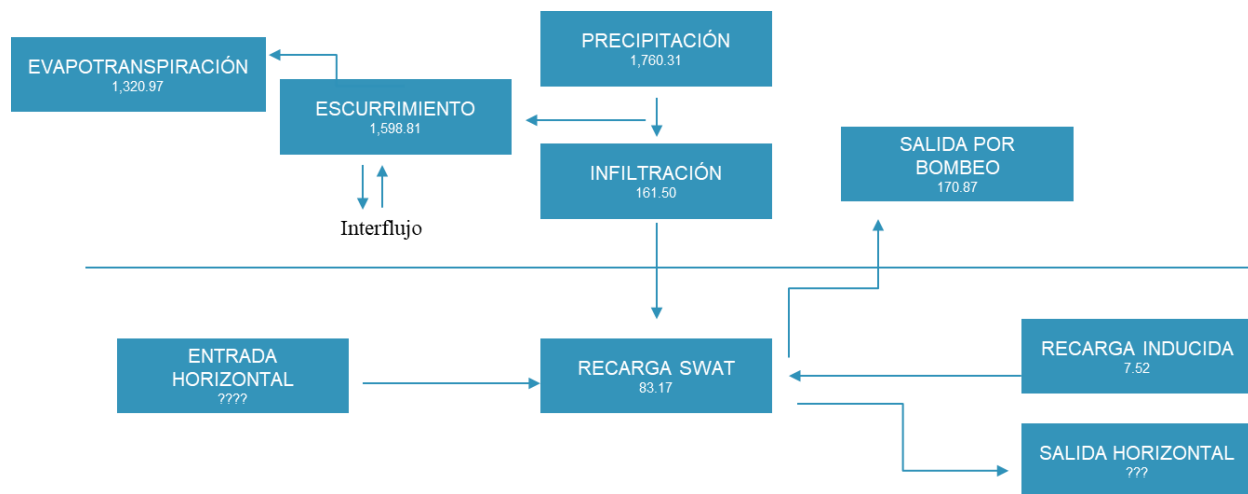 PRECIPITACIÓN
1,760.31
EVAPOTRANSPIRACIÓN
1,320.97
ESCURRIMIENTO
1,598.81
INFILTRACIÓN
161.50
SALIDA POR
BOMBEO
170.87
Interflujo
ENTRADA
HORIZONTAL
????
RECARGA SWAT
83.17
RECARGA INDUCIDA
7.52
SALIDA HORIZONTAL
???